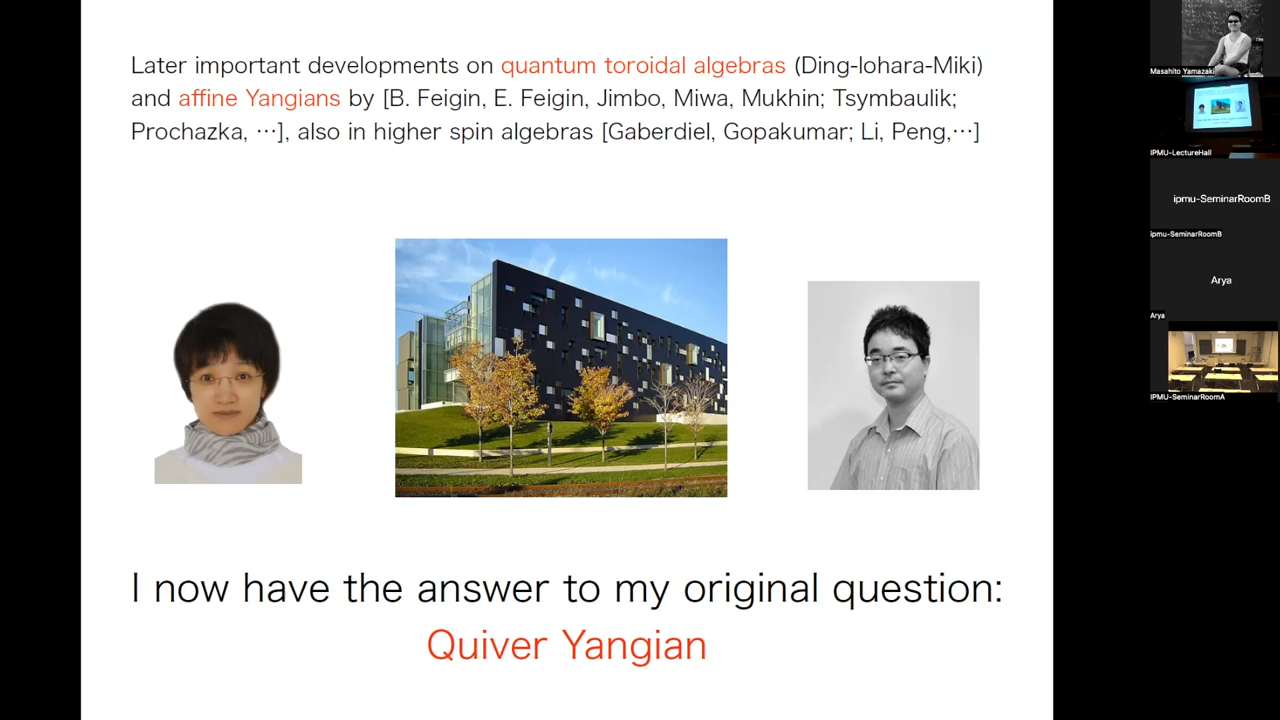 Later important developments on quantum toroidal algebras (Ding-Iohara-Miki)
and affine Yangians by [B. Feigin, E. Feigin, Jimbo, Miwa, Mukhin; Tsymbaulik;
Prochazka, ⋯], also in higher spin algebras [Gaberdiel, Gopakumar; Li, Peng,⋯]
I now have the answer to my original question:
Quiver Yangian
Masahito Yamazaki
IPMU-LectureHall
ipmu-SeminarRoomB
ipmu-SeminarRoomB
Arya
Arya
IPMU-SeminarRoomA